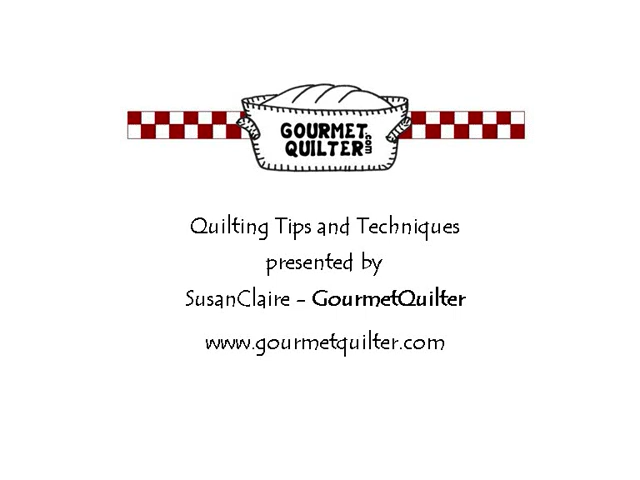 GOURMET
QUILTER.com
Quilting Tips and Techniques
presented by
SusanClaire - GourmetQuilter
www.gourmetquilter.com